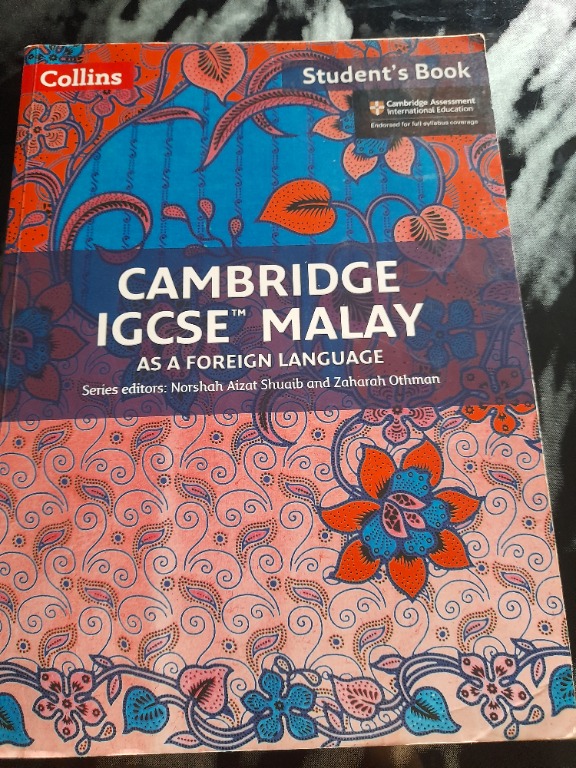 Collins
Student's Book
Cambridge Assessment
International Education
Endorsed for full syllabus coverage
CAMBRIDGE
IGCSE™ MALAY
AS A FOREIGN LANGUAGE
Series editors: Norshah Aizat Shuaib and Zaharah Othman